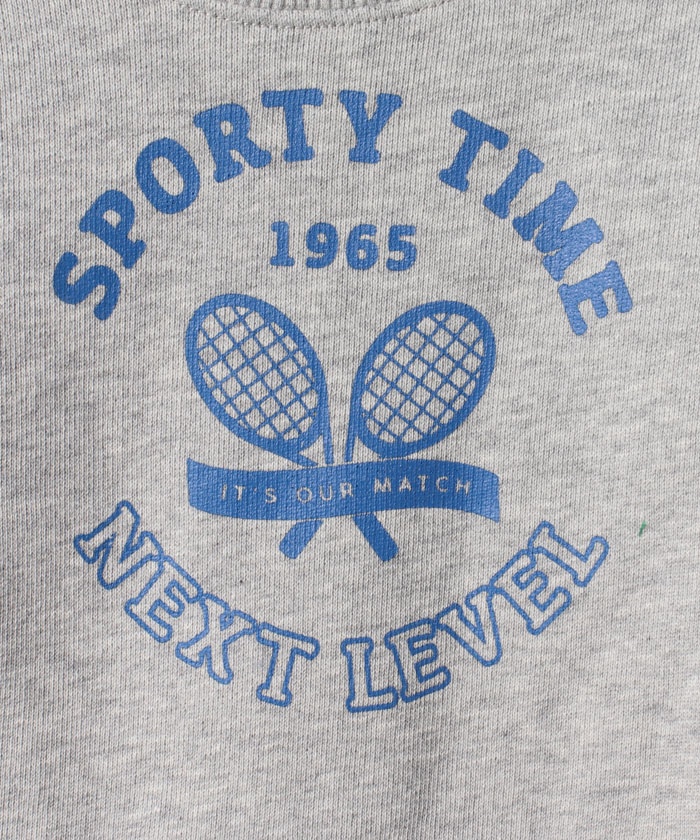 SPORTY TIME
1965
IT'S OUR MATCH
NEXT LEVEL